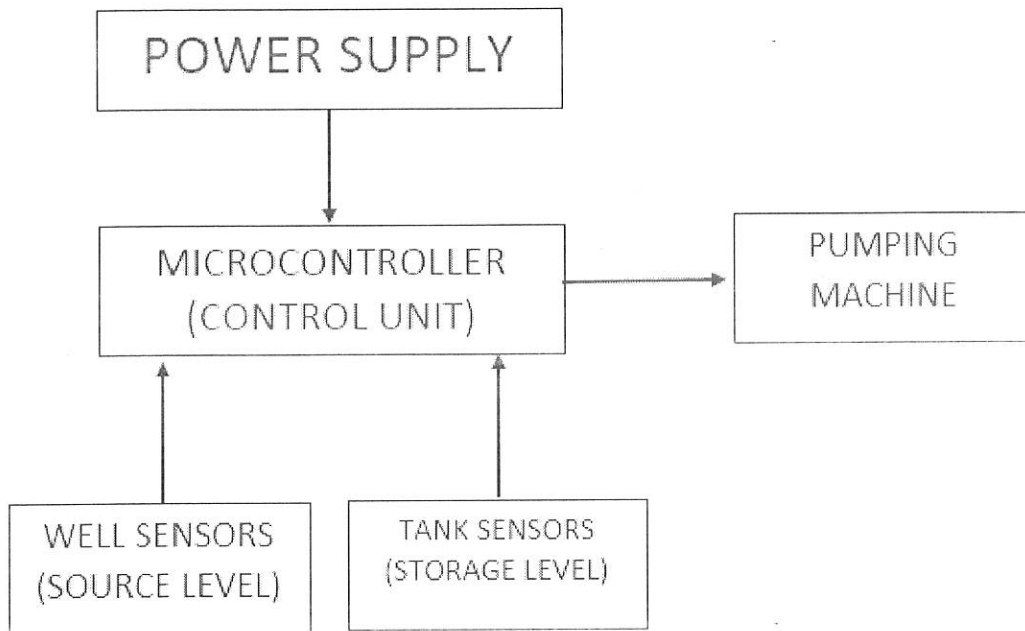 POWER SUPPLY
MICROCONTROLLER
(CONTROL UNIT)
PUMPING
MACHINE
WELL SENSORS
(SOURCE LEVEL)
TANK SENSORS
(STORAGE LEVEL)